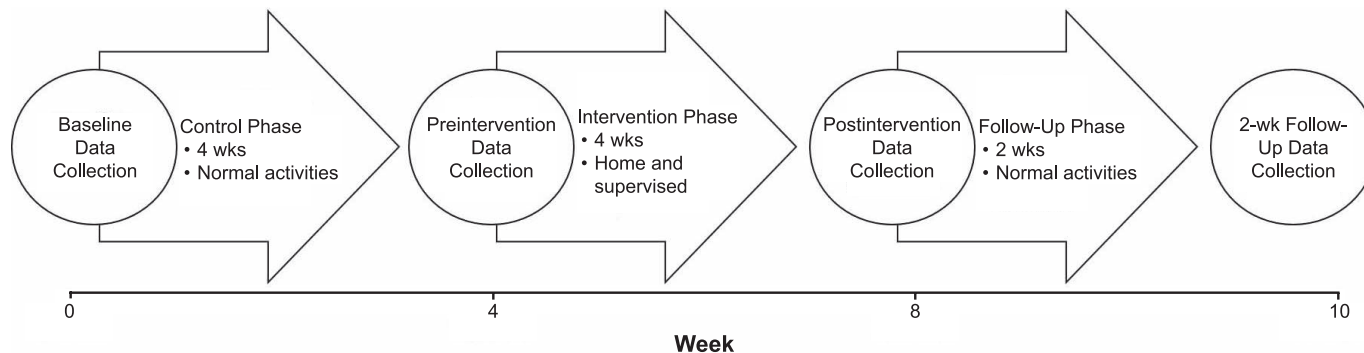 Baseline
Data
Collection
Control Phase
• 4 wks
• Normal activities
Preintervention
Data
Collection
Intervention Phase
• 4 wks
• Home and
supervised
Postintervention
Data
Collection
Follow-Up Phase
• 2 wks
• Normal activities
2-wk Follow-
Up Data
Collection
0
4
8
10
Week